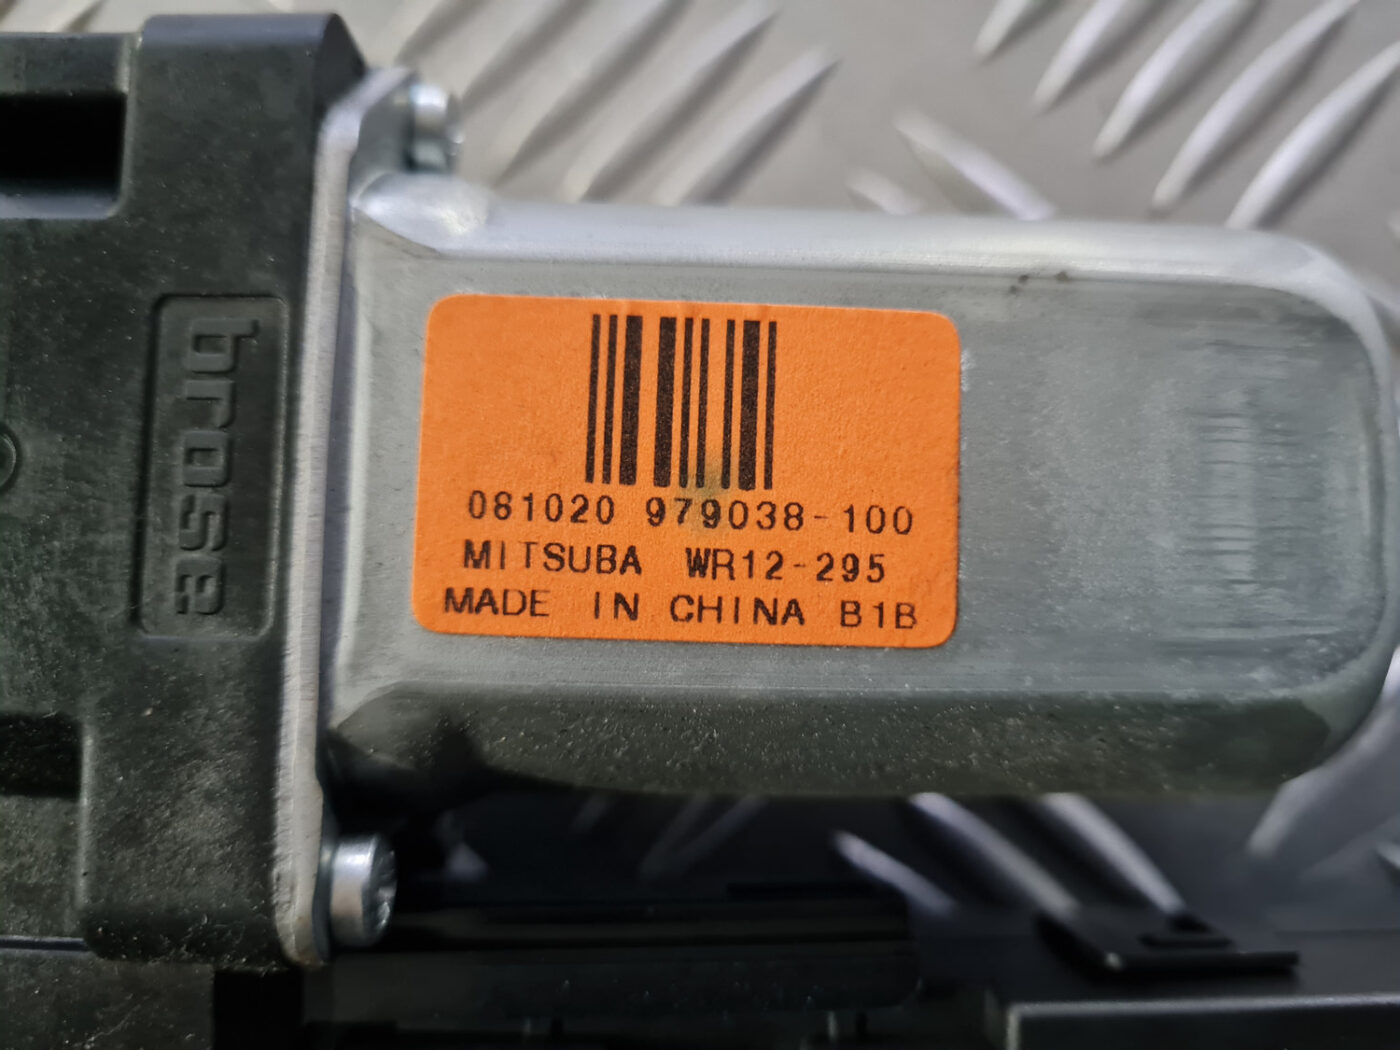 brose
081020 979038-100
MITSUBA WR12-295
MADE IN CHINA B1B